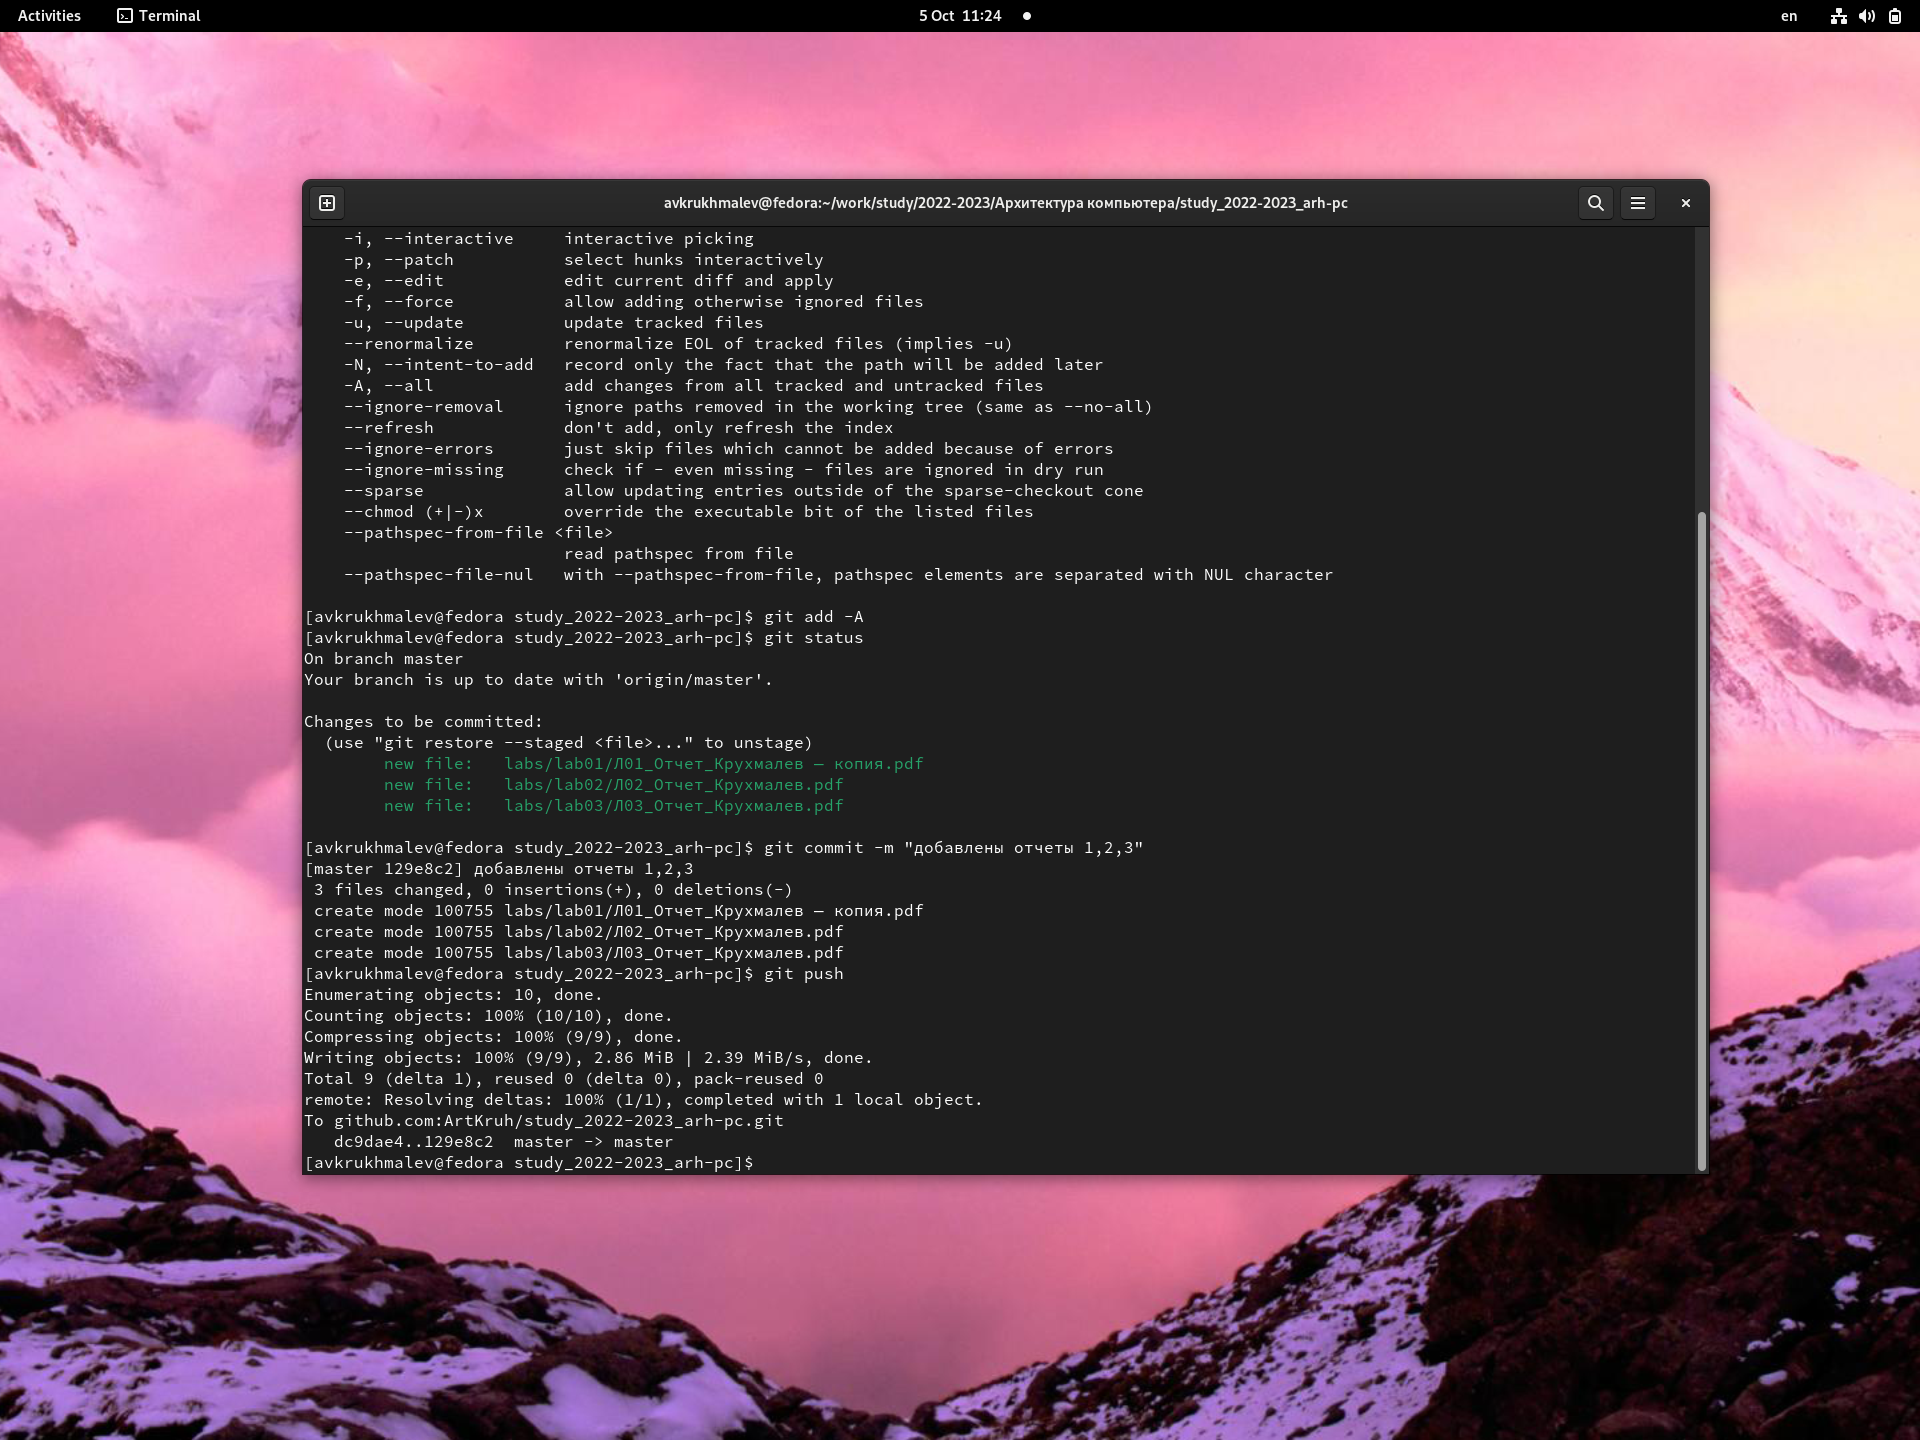 Activities Terminal 5 Oct 11:24 en
avkrukhmalev@fedora:~/work/study/2022-2023/Архитектура компьютера/study_2022-2023_arh-pc
-i, --interactive interactive picking
-p, --patch select hunks interactively
-e, --edit edit current diff and apply
-f, --force allow adding otherwise ignored files
-u, --update update tracked files
--renormalize renormalize EOL of tracked files (implies -u)
-N, --intent-to-add record only the fact that the path will be added later
-A, --all add changes from all tracked and untracked files
--ignore-removal ignore paths removed in the working tree (same as --no-all)
--refresh don't add, only refresh the index
--ignore-errors just skip files which cannot be added because of errors
--ignore-missing check if - even missing - files are ignored in dry run
--sparse allow updating entries outside of the sparse-checkout cone
--chmod (+|-)x override the executable bit of the listed files
--pathspec-from-file <file>
read pathspec from file
--pathspec-file-nul with --pathspec-from-file, pathspec elements are separated with NUL character
[avkrukhmalev@fedora study_2022-2023_arh-pc]$ git add -A
[avkrukhmalev@fedora study_2022-2023_arh-pc]$ git status
On branch master
Your branch is up to date with 'origin/master'.
Changes to be committed:
(use "git restore --staged <file>..." to unstage)
new file: labs/lab01/Л01_Отчет_Крухмалев — копия.pdf
new file: labs/lab02/Л02_Отчет_Крухмалев.pdf
new file: labs/lab03/Л03_Отчет_Крухмалев.pdf
[avkrukhmalev@fedora study_2022-2023_arh-pc]$ git commit -m "добавлены отчеты 1,2,3"
[master 129e8c2] добавлены отчеты 1,2,3
3 files changed, 0 insertions(+), 0 deletions(-)
create mode 100755 labs/lab01/Л01_Отчет_Крухмалев — копия.pdf
create mode 100755 labs/lab02/Л02_Отчет_Крухмалев.pdf
create mode 100755 labs/lab03/Л03_Отчет_Крухмалев.pdf
[avkrukhmalev@fedora study_2022-2023_arh-pc]$ git push
Enumerating objects: 10, done.
Counting objects: 100% (10/10), done.
Compressing objects: 100% (9/9), done.
Writing objects: 100% (9/9), 2.86 MiB | 2.39 MiB/s, done.
Total 9 (delta 1), reused 0 (delta 0), pack-reused 0
remote: Resolving deltas: 100% (1/1), completed with 1 local object.
To github.com:ArtKruh/study_2022-2023_arh-pc.git
dc9dae4..129e8c2 master -> master
[avkrukhmalev@fedora study_2022-2023_arh-pc]$